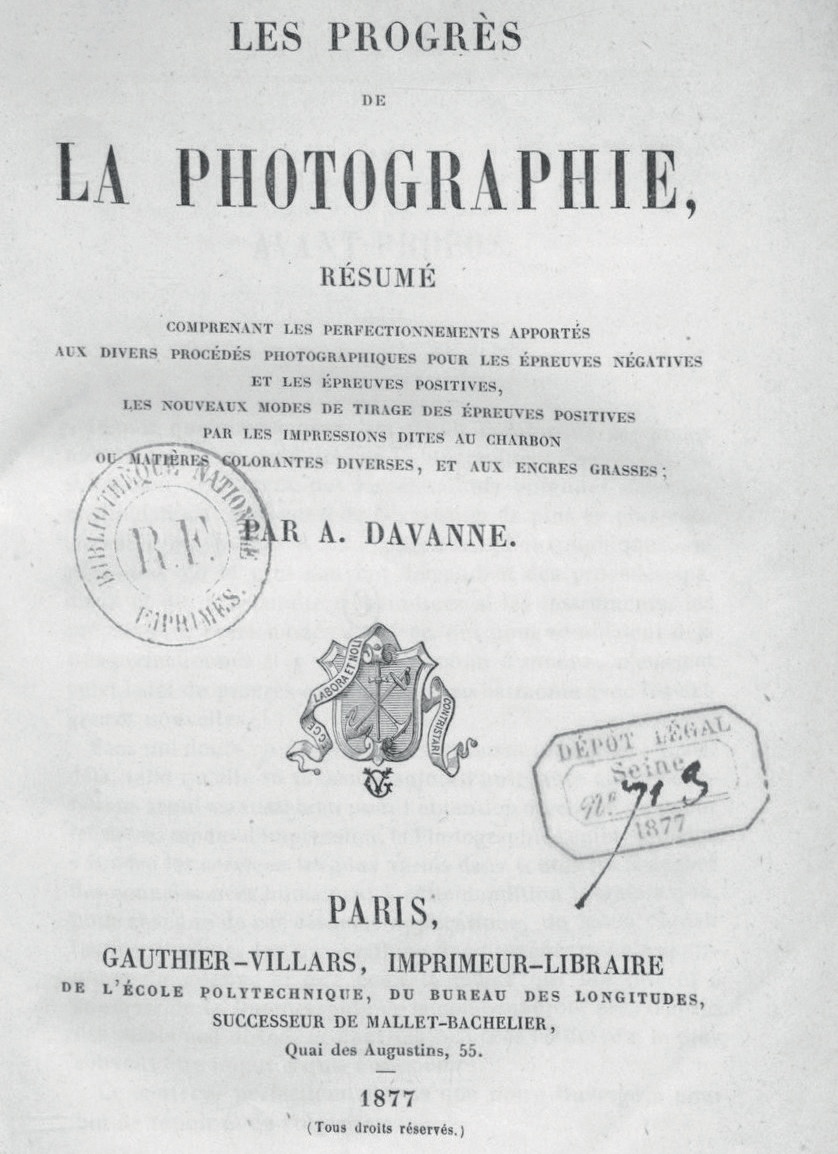 LES PROGRÈS
DE
LA PHOTOGRAPHIE,
RÉSUMÉ
COMPRENANT LES PERFECTIONNEMENTS APPORTÉS
AUX DIVERS PROCÉDÉS PHOTOGRAPHIQUES POUR LES ÉPREUVES NÉGATIVES
ET LES ÉPREUVES POSITIVES,
LES NOUVEAUX MODES DE TIRAGE DES ÉPREUVES POSITIVES
PAR LES IMPRESSIONS DITES AU CHARBON
OU MATIÈRES COLORANTES DIVERSES, ET AUX ENCRES GRASSES;
BIBLIOTHÈQUE NATIONALE
R.F
IMPRIMÉS.
PAR A. DAVANNE.
LABORA ET NOLI
CONTRISTARI
DÉPÔT LÉGAL
Seine
Nº
1877
PARIS,
GAUTHIER-VILLARS, IMPRIMEUR-LIBRAIRE
DE L'ÉCOLE POLYTECHNIQUE, DU BUREAU DES LONGITUDES,
SUCCESSEUR DE MALLET-BACHELIER,
Quai des Augustins, 55.
1877
(Tous droits réservés.)